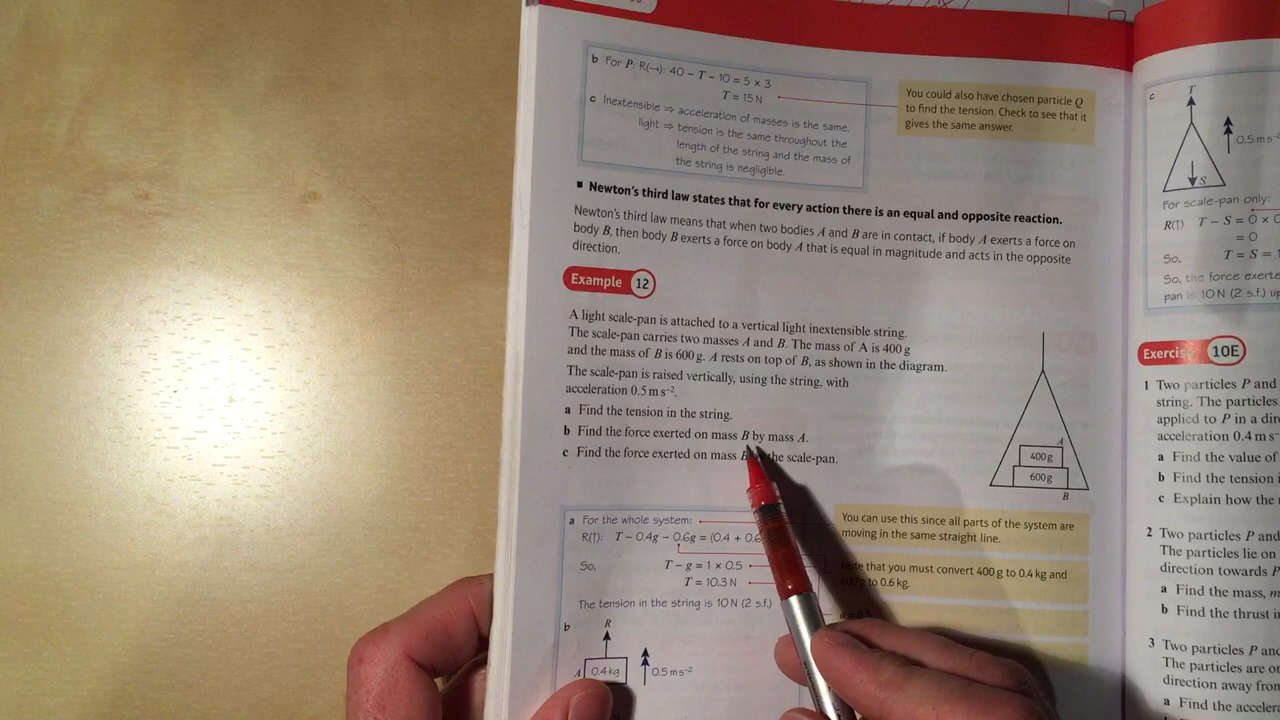 b For P: R(→): 40 – T – 10 = 5 × 3
T = 15 N
c Inextensible ⇒ acceleration of masses is the same.
light ⇒ tension is the same throughout the
length of the string and the mass of
the string is negligible.
You could also have chosen particle Q
to find the tension. Check to see that it
gives the same answer.
▪ Newton's third law states that for every action there is an equal and opposite reaction.
Newton's third law means that when two bodies A and B are in contact, if body A exerts a force on
body B, then body B exerts a force on body A that is equal in magnitude and acts in the opposite
direction.
Example 12
A light scale-pan is attached to a vertical light inextensible string.
The scale-pan carries two masses A and B. The mass of A is 400 g
and the mass of B is 600 g. A rests on top of B, as shown in the diagram.
The scale-pan is raised vertically, using the string, with
acceleration 0.5 m s⁻².
a Find the tension in the string.
b Find the force exerted on mass B by mass A.
c Find the force exerted on mass B the scale-pan.
A
400 g
600 g
B
a For the whole system:
R(↑): T – 0.4g – 0.6g = (0.4 + 0.6
So, T – g = 1 × 0.5
T = 10.3 N
The tension in the string is 10 N (2 s.f.)
You can use this since all parts of the system are
moving in the same straight line.
Note that you must convert 400 g to 0.4 kg and
600 g to 0.6 kg.
b
R
A 0.4 kg 0.5 m s⁻²
c
T
0.5 m s
S
For scale-pan only:
R(↑) T – S = 0 ×
= 0
So, T = S =
So, the force exerte
pan is 10 N (2 s.f.) u
Exercis 10E
1 Two particles P and
string. The particles
applied to P in a di
acceleration 0.4 m s
a Find the value of
b Find the tension i
c Explain how the
2 Two particles P and
The particles lie on
direction towards P
a Find the mass, m
b Find the thrust i
3 Two particles P and
The particles are o
direction away from
a Find the acceler